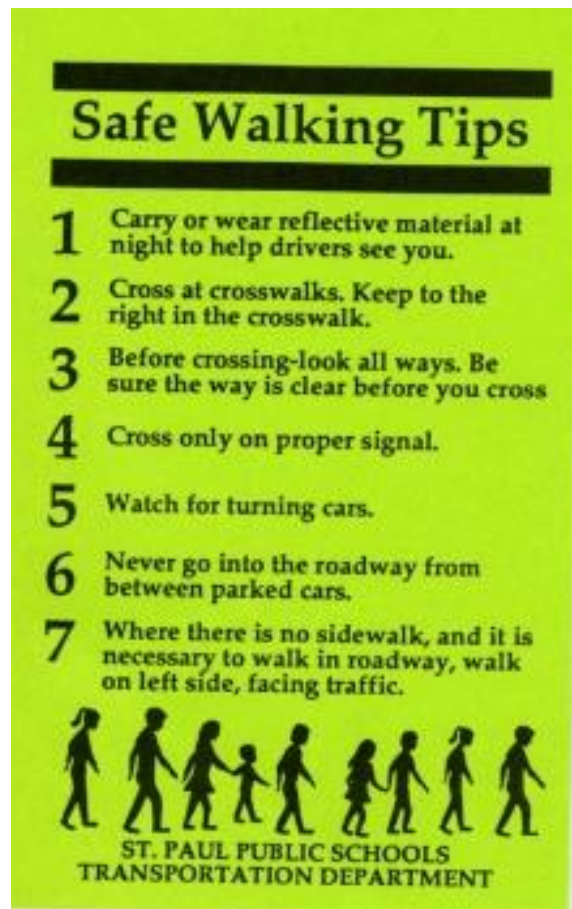 Safe Walking Tips
1 Carry or wear reflective material at
night to help drivers see you.
2 Cross at crosswalks. Keep to the
right in the crosswalk.
3 Before crossing-look all ways. Be
sure the way is clear before you cross
4 Cross only on proper signal.
5 Watch for turning cars.
6 Never go into the roadway from
between parked cars.
7 Where there is no sidewalk, and it is
necessary to walk in roadway, walk
on left side, facing traffic.
ST. PAUL PUBLIC SCHOOLS
TRANSPORTATION DEPARTMENT